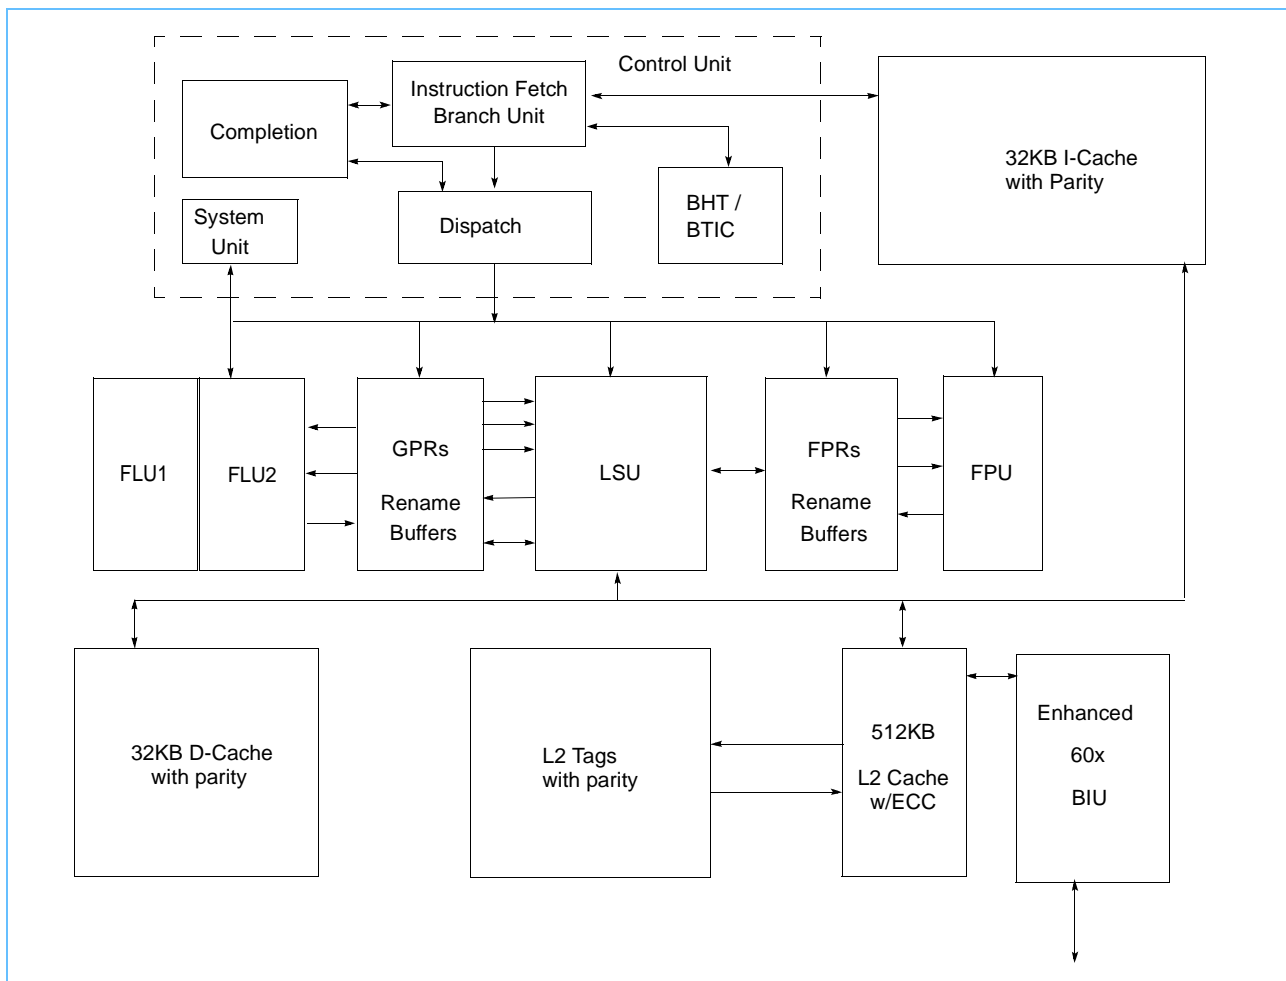 Control Unit
Instruction Fetch
Branch Unit
Completion
32KB I-Cache
with Parity
System
Unit
Dispatch
BHT /
BTIC
FLU1
FLU2
GPRs
Rename
Buffers
LSU
FPRs
Rename
Buffers
FPU
32KB D-Cache
with parity
L2 Tags
with parity
512KB
L2 Cache
w/ECC
Enhanced
60x
BIU